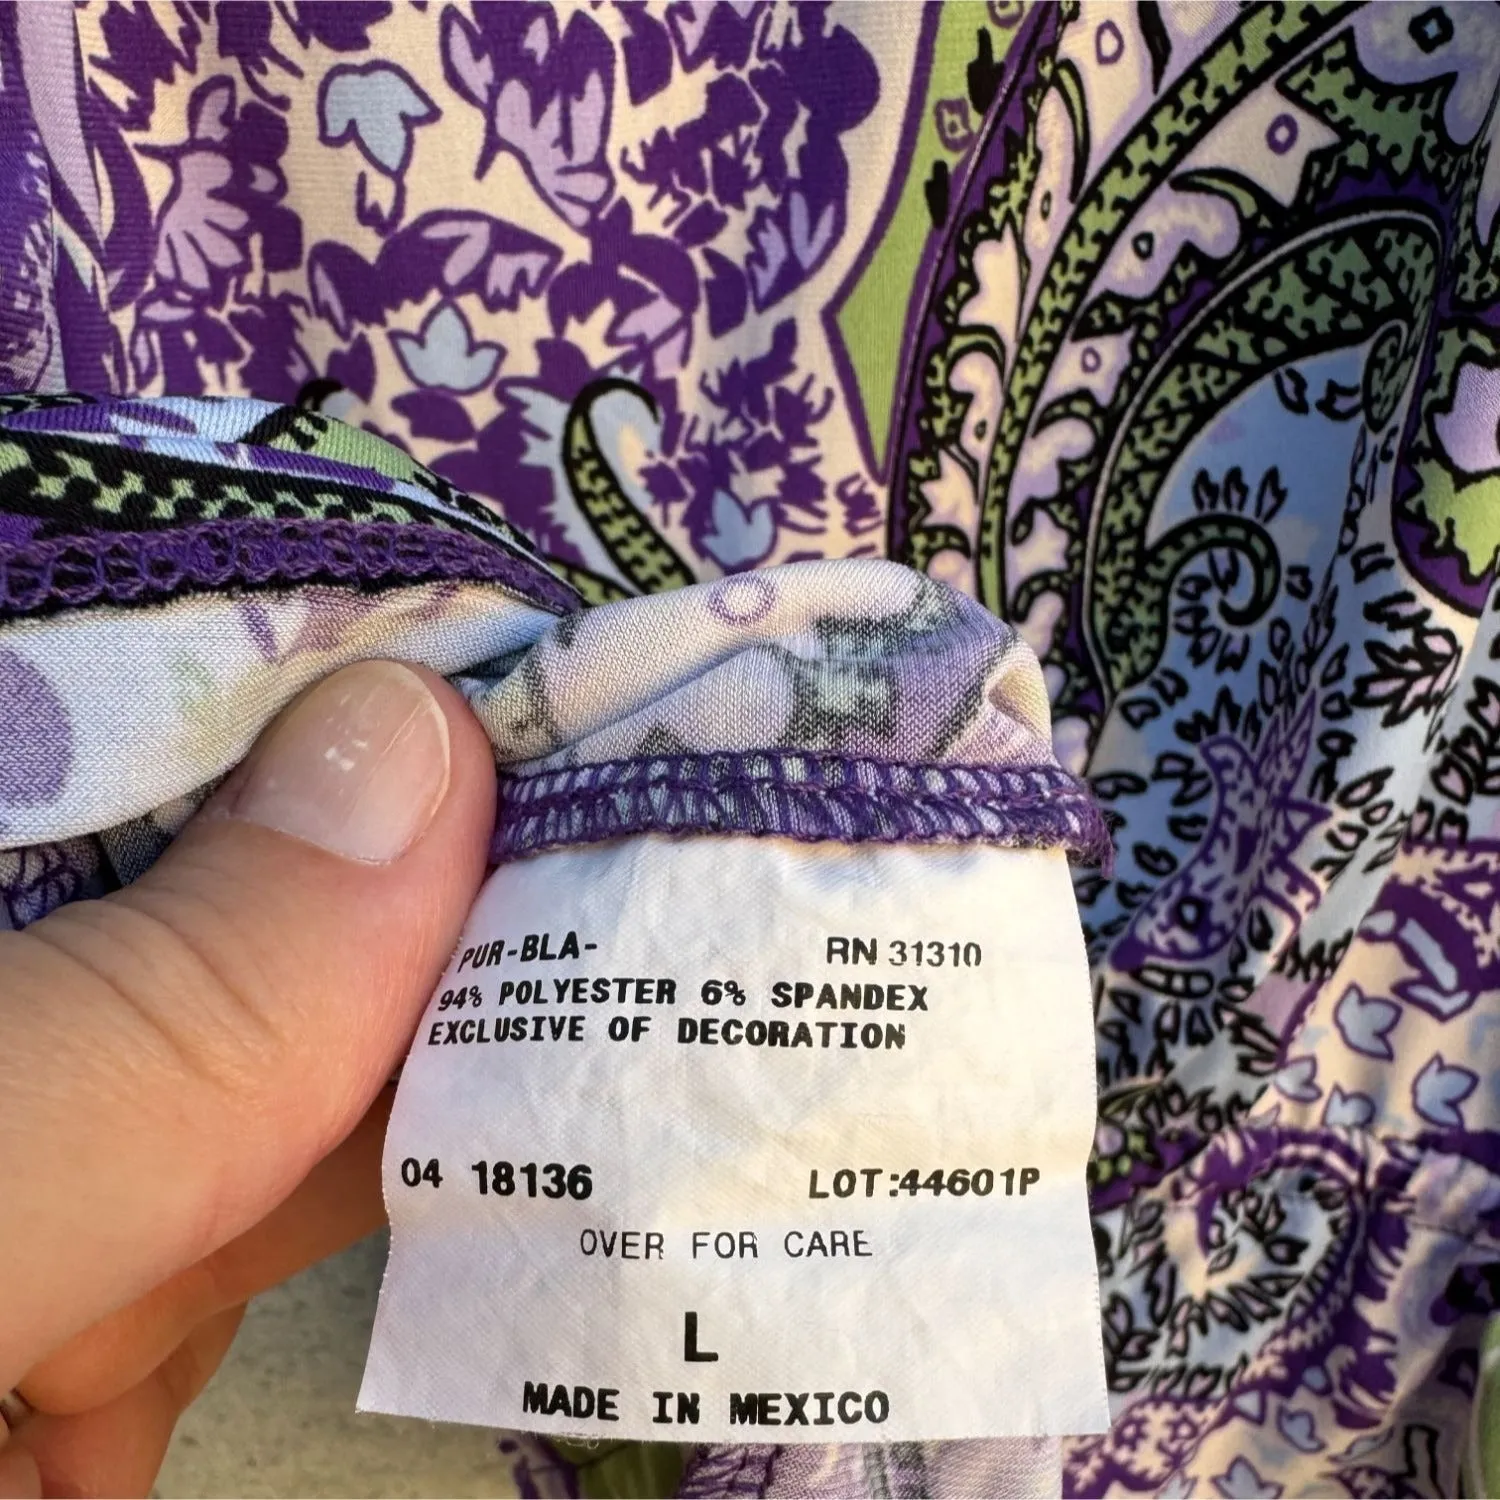 PUR-BLA- RN 31310
94% POLYESTER 6% SPANDEX
EXCLUSIVE OF DECORATION
04 18136 LOT:44601P
OVER FOR CARE
L
MADE IN MEXICO